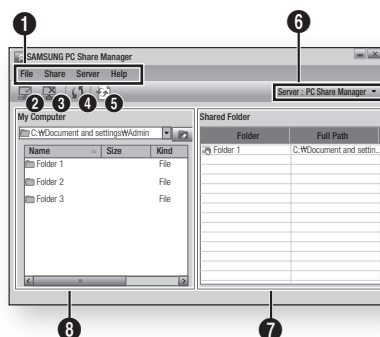 1
6
SAMSUNG PC Share Manager
File Share Server Help
2 3 4 5
Server : PC Share Manager
My Computer
Shared Folder
C:₩Document and settings₩Admin
Folder Full Path
Name Size Kind
Folder 1 C:₩Document and settin..
Folder 1 File
Folder 2 File
Folder 3 File
8
7